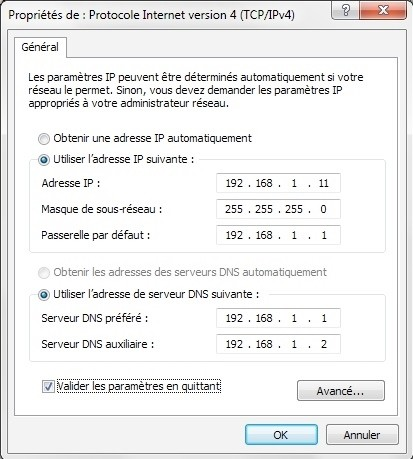 Propriétés de : Protocole Internet version 4 (TCP/IPv4)
Général
Les paramètres IP peuvent être déterminés automatiquement si votre
réseau le permet. Sinon, vous devez demander les paramètres IP
appropriés à votre administrateur réseau.
Obtenir une adresse IP automatiquement
Utiliser l'adresse IP suivante :
Adresse IP : 192 . 168 . 1 . 11
Masque de sous-réseau : 255 . 255 . 255 . 0
Passerelle par défaut : 192 . 168 . 1 . 1
Obtenir les adresses des serveurs DNS automatiquement
Utiliser l'adresse de serveur DNS suivante :
Serveur DNS préféré : 192 . 168 . 1 . 1
Serveur DNS auxiliaire : 192 . 168 . 1 . 2
Valider les paramètres en quittant
Avancé...
OK
Annuler